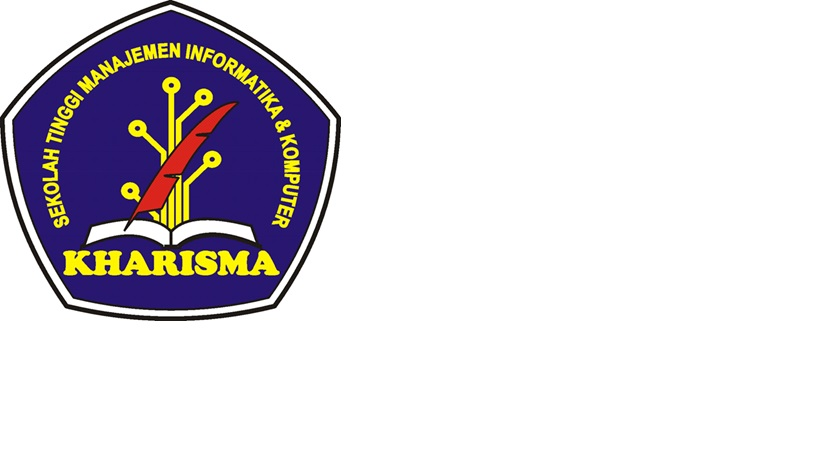 SEKOLAH TINGGI MANAJEMEN INFORMATIKA & KOMPUTER
KHARISMA